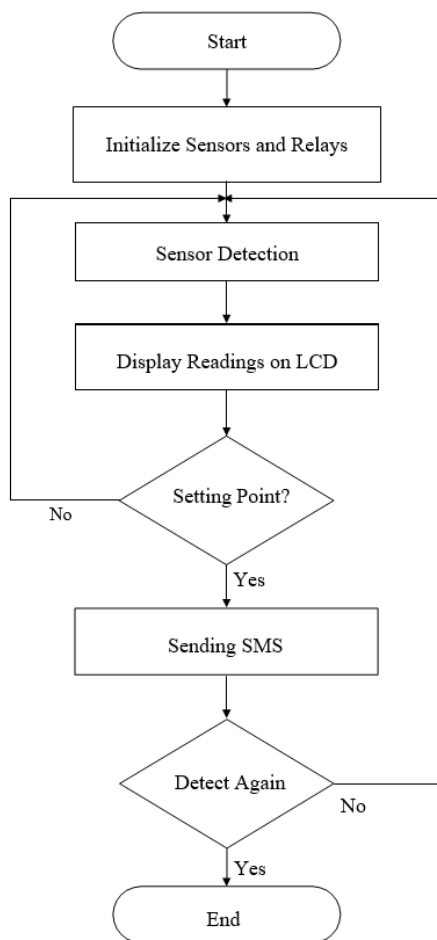 Start
Initialize Sensors and Relays
Sensor Detection
Display Readings on LCD
Setting Point?
No
Yes
Sending SMS
Detect Again
No
Yes
End